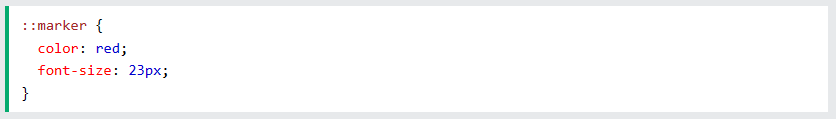 ::marker {
  color: red;
  font-size: 23px;
}